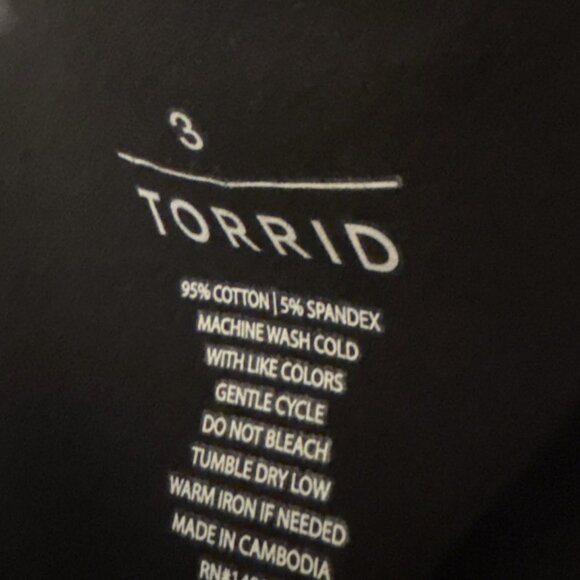 3
TORRID
95% COTTON | 5% SPANDEX
MACHINE WASH COLD
WITH LIKE COLORS
GENTLE CYCLE
DO NOT BLEACH
TUMBLE DRY LOW
WARM IRON IF NEEDED
MADE IN CAMBODIA